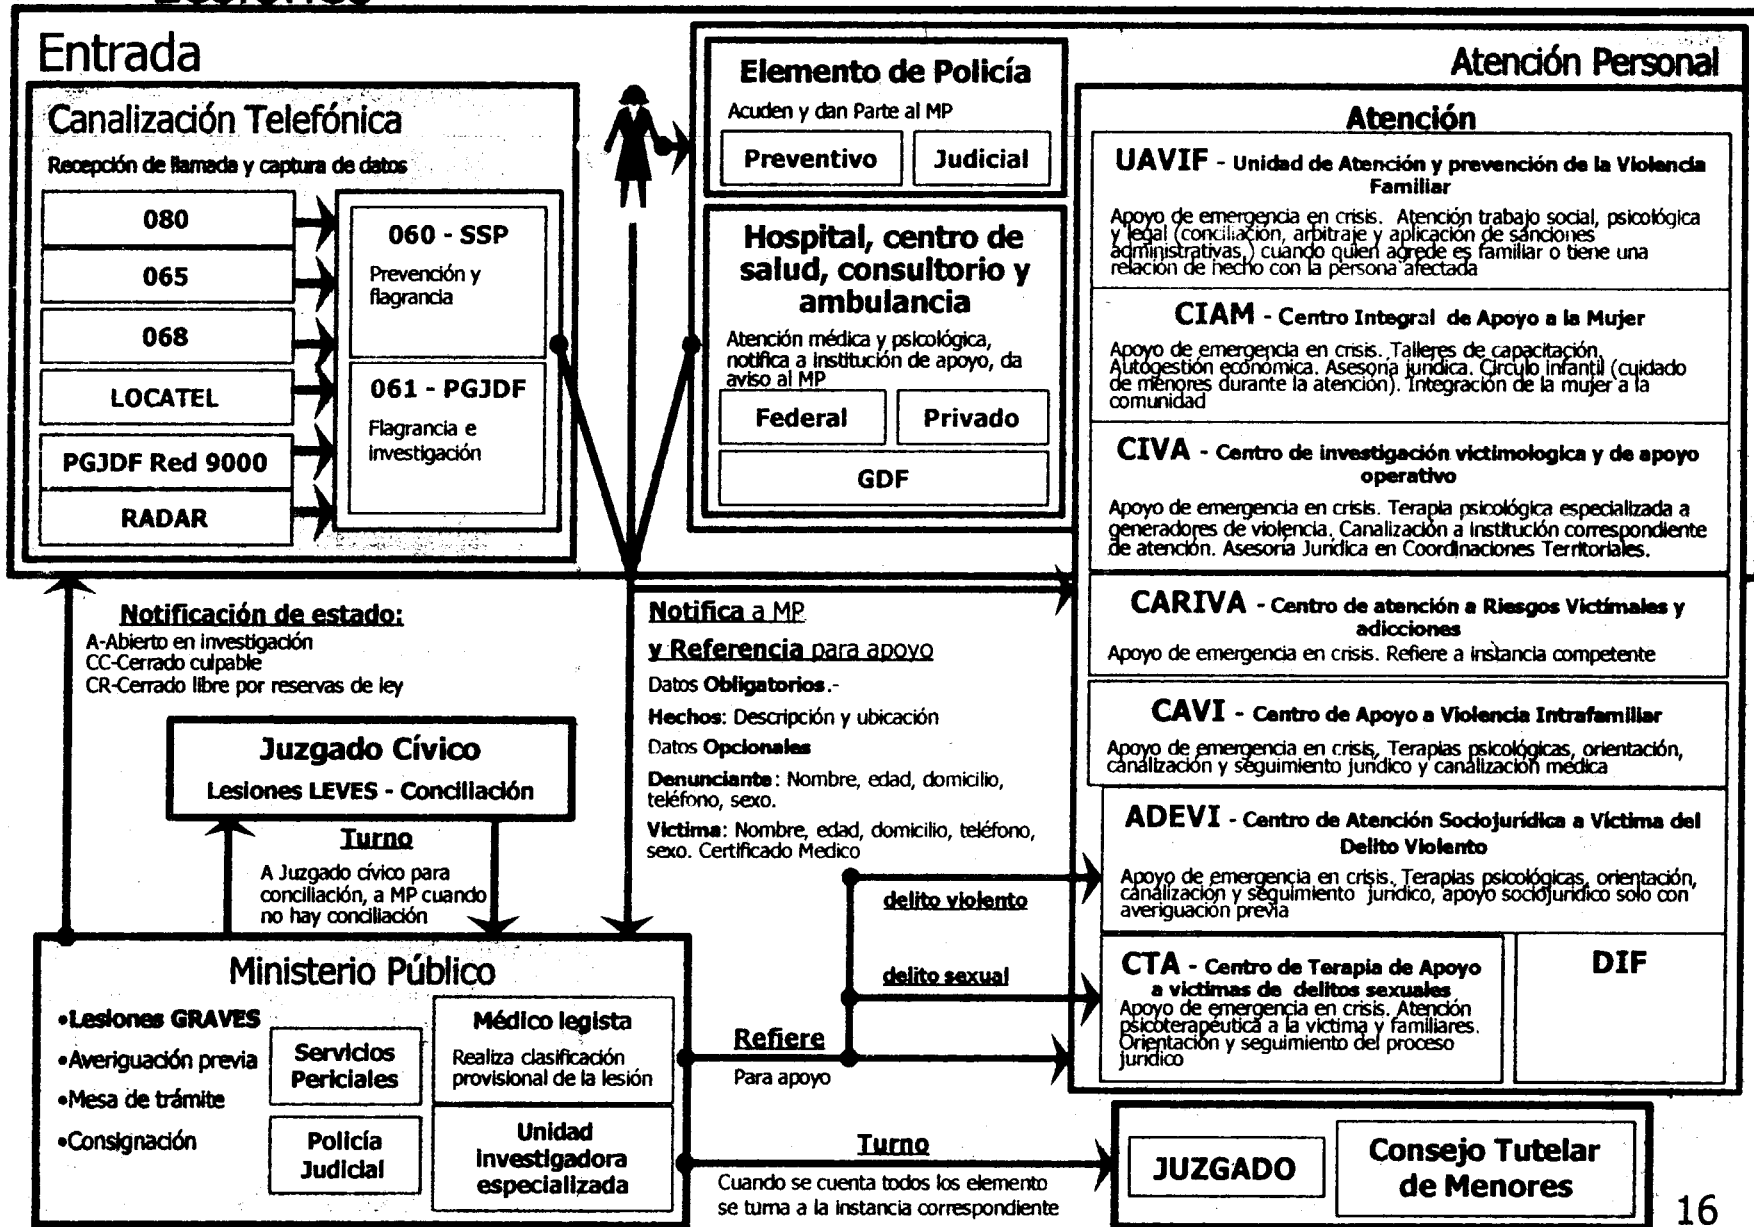 Lesiones
Entrada
Canalización Telefónica
Recepción de llamada y captura de datos
080
065
068
LOCATEL
PGJDF Red 9000
RADAR
060 - SSP
Prevención y
flagrancia
061 - PGJDF
Flagrancia e
investigación
Elemento de Policía
Acuden y dan Parte al MP
Preventivo
Judicial
Hospital, centro de
salud, consultorio y
ambulancia
Atención médica y psicológica,
notifica a institución de apoyo, da
aviso al MP
Federal
Privado
GDF
Atención Personal
Atención
UAVIF - Unidad de Atención y prevención de la Violencia
Familiar
Apoyo de emergencia en crisis. Atención trabajo social, psicológica
y legal (conciliación, arbitraje y aplicación de sanciones
administrativas,) cuando quien agrede es familiar o tiene una
relación de hecho con la persona afectada
CIAM - Centro Integral de Apoyo a la Mujer
Apoyo de emergencia en crisis. Talleres de capacitación,
Autogestión económica. Asesoría jurídica. Circulo infantil (cuidado
de menores durante la atención). Integración de la mujer a la
comunidad
CIVA - Centro de investigación victimologica y de apoyo
operativo
Apoyo de emergencia en crisis. Terapia psicológica especializada a
generadores de violencia. Canalización a institución correspondiente
de atención. Asesoría Jurídica en Coordinaciones Territoriales.
CARIVA - Centro de atención a Riesgos Victímales y
adicciones
Apoyo de emergencia en crisis. Refiere a instancia competente
CAVI - Centro de Apoyo a Violencia Intrafamiliar
Apoyo de emergencia en crisis, Terapias psicológicas, orientación,
canalización y seguimiento jurídico y canalización médica
ADEVI - Centro de Atención Sociojurídica a Víctima del
Delito Violento
Apoyo de emergencia en crisis. Terapias psicológicas, orientación,
canalización y seguimiento jurídico, apoyo sociojurídico solo con
averiguación previa
CTA - Centro de Terapia de Apoyo
a victimas de delitos sexuales
Apoyo de emergencia en crisis. Atención
psicoterapéutica a la victima y familiares.
Orientación y seguimiento del proceso
jurídico
DIF
Notificación de estado:
A-Abierto en investigación
CC-Cerrado culpable
CR-Cerrado libre por reservas de ley
Juzgado Cívico
Lesiones LEVES - Conciliación
Turno
A Juzgado cívico para
conciliación, a MP cuando
no hay conciliación
Notifica a MP
y Referencia para apoyo
Datos Obligatorios.-
Hechos: Descripción y ubicación
Datos Opcionales
Denunciante: Nombre, edad, domicilio,
teléfono, sexo.
Victima: Nombre, edad, domicilio, teléfono,
sexo. Certificado Medico
delito violento
delito sexual
Refiere
Para apoyo
Ministerio Público
•Lesiones GRAVES
•Averiguación previa
•Mesa de trámite
•Consignación
Servicios
Periciales
Policía
Judicial
Médico legista
Realiza clasificación
provisional de la lesión
Unidad
investigadora
especializada
Turno
Cuando se cuenta todos los elemento
se turna a la instancia correspondiente
JUZGADO
Consejo Tutelar
de Menores
16